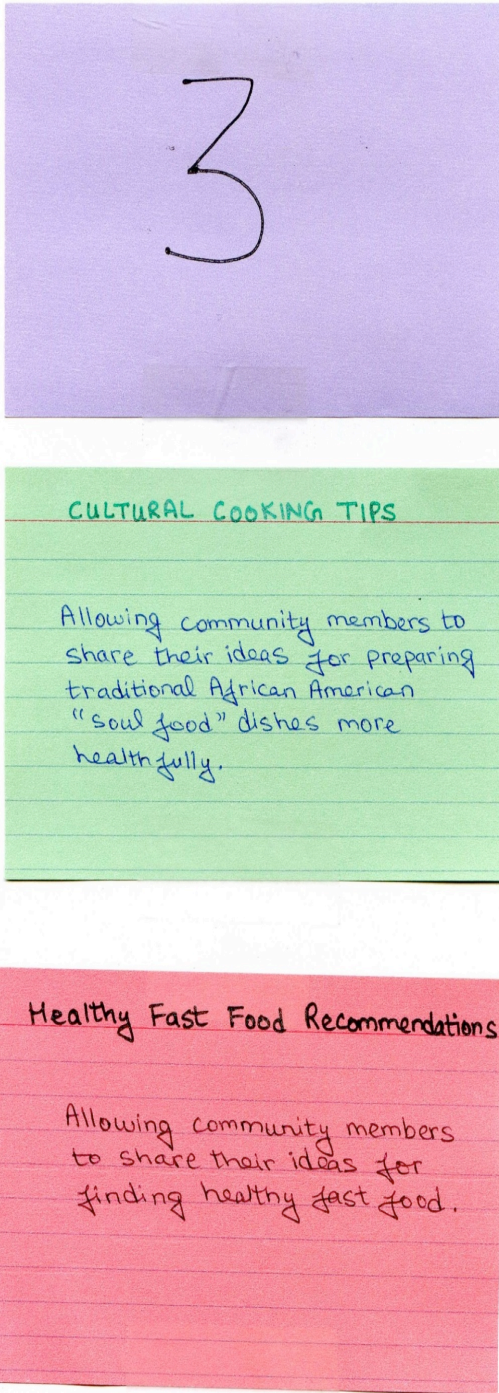 3
CULTURAL COOKING TIPS
Allowing community members to
share their ideas for preparing
traditional African American
"soul food" dishes more
healthfully.
Healthy Fast Food Recommendations
Allowing community members
to share their ideas for
finding healthy fast food.